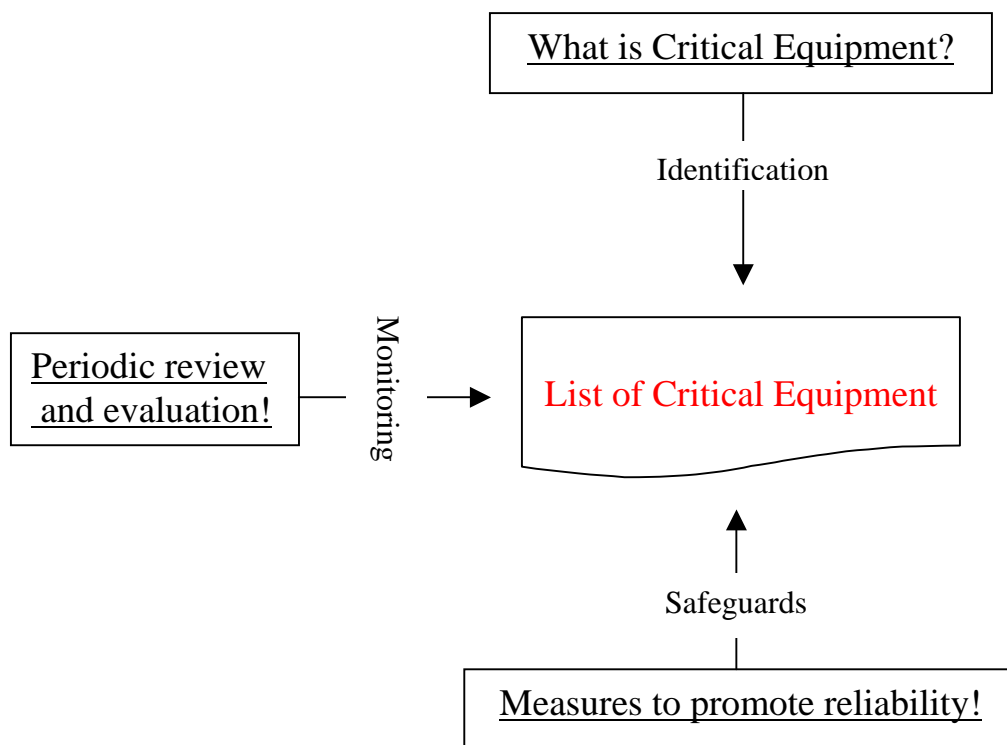 What is Critical Equipment?
Identification
Periodic review
and evaluation!
Monitoring
List of Critical Equipment
Safeguards
Measures to promote reliability!